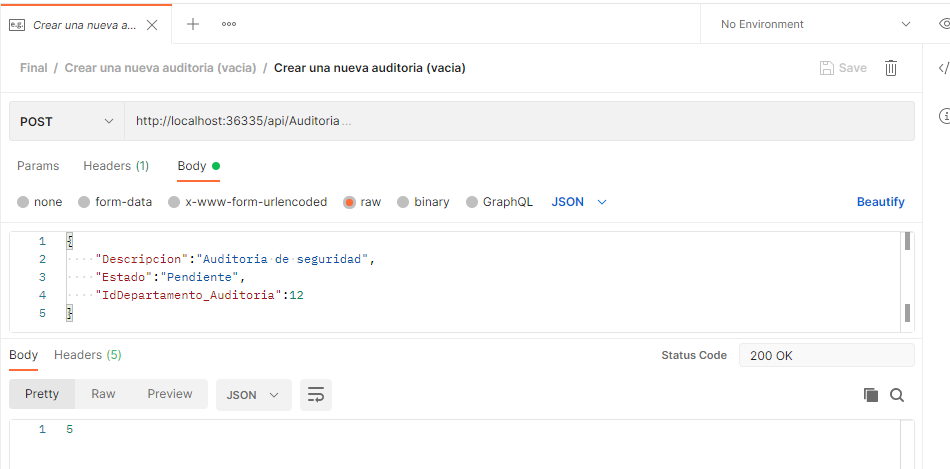 e.g. Crear una nueva a... No Environment
Final / Crear una nueva auditoria (vacia) / Crear una nueva auditoria (vacia) Save
POST http://localhost:36335/api/Auditoria ...
Params Headers (1) Body
none form-data x-www-form-urlencoded raw binary GraphQL JSON Beautify
1 {
2 "Descripcion":"Auditoria de seguridad",
3 "Estado":"Pendiente",
4 "IdDepartamento_Auditoria":12
5 }
Body Headers (5) Status Code 200 OK
Pretty Raw Preview JSON
1 5